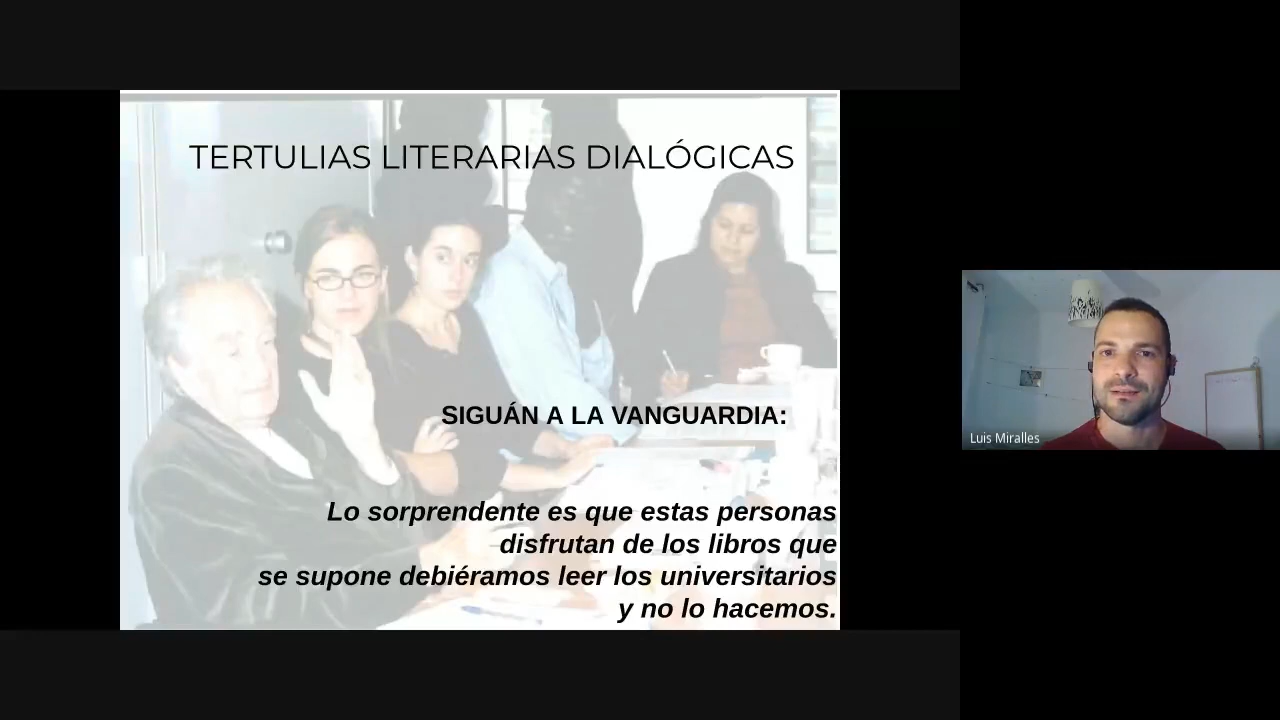 TERTULIAS LITERARIAS DIALÓGICAS
SIGUÁN A LA VANGUARDIA:
Lo sorprendente es que estas personas
disfrutan de los libros que
se supone debiéramos leer los universitarios
y no lo hacemos.
Luis Miralles